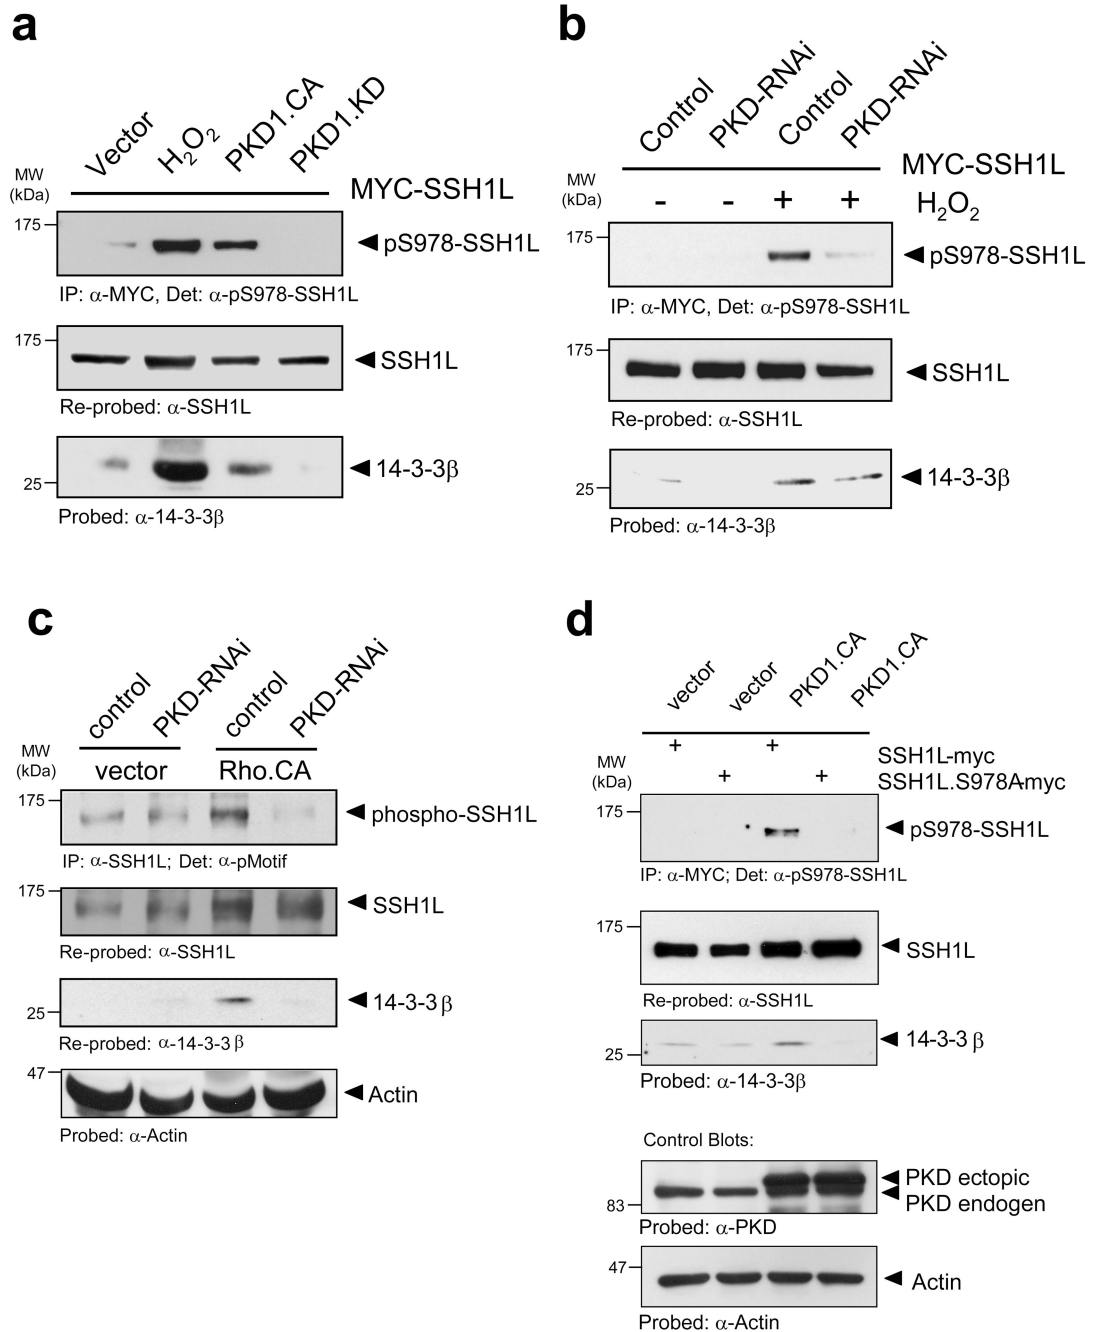 a
Vector
H2O2
PKD1.CA
PKD1.KD
MW
(kDa)
MYC-SSH1L
175
pS978-SSH1L
IP: α-MYC, Det: α-pS978-SSH1L
175
SSH1L
Re-probed: α-SSH1L
14-3-3β
25
Probed: α-14-3-3β
b
Control
PKD-RNAi
Control
PKD-RNAi
MW
(kDa)
MYC-SSH1L
- - + + H2O2
175
pS978-SSH1L
IP: α-MYC, Det: α-pS978-SSH1L
175
SSH1L
Re-probed: α-SSH1L
14-3-3β
25
Probed: α-14-3-3β
c
control
PKD-RNAi
control
PKD-RNAi
MW
(kDa)
vector Rho.CA
175
phospho-SSH1L
IP: α-SSH1L; Det: α-pMotif
175
SSH1L
Re-probed: α-SSH1L
14-3-3 β
25
Re-probed: α-14-3-3 β
47
Actin
Probed: α-Actin
d
vector
vector
PKD1.CA
PKD1.CA
+ + SSH1L-myc
MW
(kDa)
+ + SSH1L.S978A-myc
175
pS978-SSH1L
IP: α-MYC; Det: α-pS978-SSH1L
175
SSH1L
Re-probed: α-SSH1L
14-3-3 β
25
Probed: α-14-3-3β
Control Blots:
PKD ectopic
PKD endogen
83
Probed: α-PKD
47
Actin
Probed: α-Actin